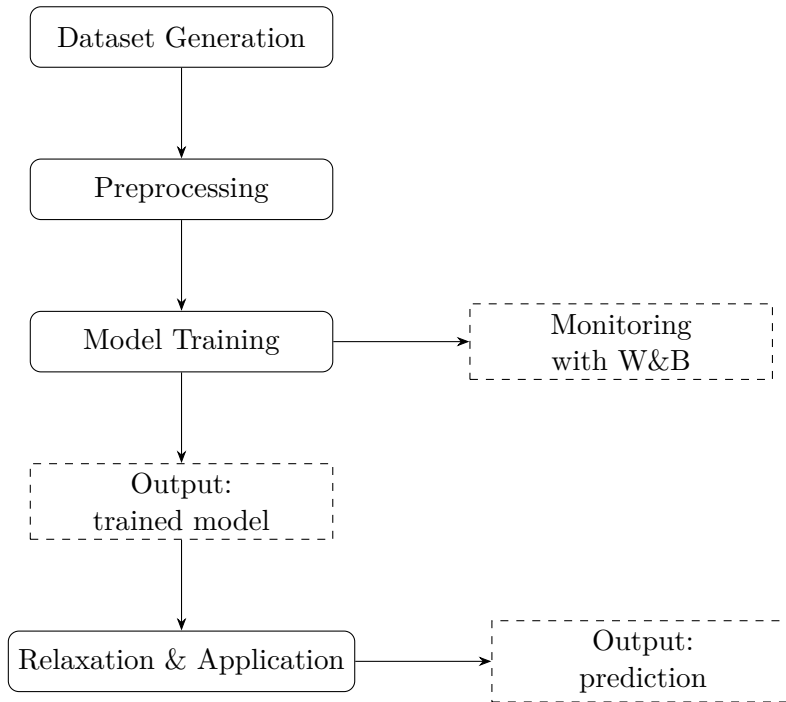 Dataset Generation
Preprocessing
Model Training
Monitoring
with W&B
Output:
trained model
Relaxation & Application
Output:
prediction